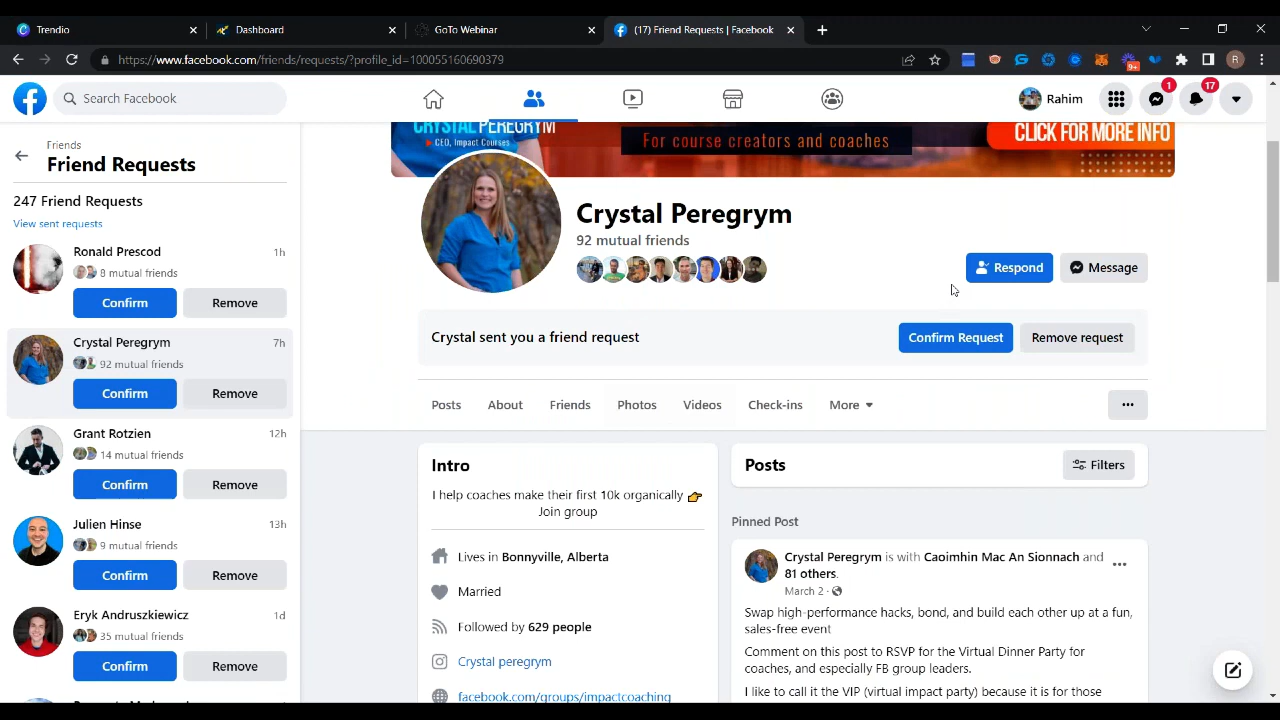 Trendio
Dashboard
GoTo Webinar
(17) Friend Requests | Facebook
https://www.facebook.com/friends/requests/?profile_id=100055160690379
9+
R
Search Facebook
Rahim
1
17
Friends
Friend Requests
247 Friend Requests
View sent requests
Ronald Prescod
1h
8 mutual friends
Confirm
Remove
Crystal Peregrym
7h
92 mutual friends
Confirm
Remove
Grant Rotzien
12h
14 mutual friends
Confirm
Remove
Julien Hinse
13h
9 mutual friends
Confirm
Remove
Eryk Andruszkiewicz
1d
35 mutual friends
Confirm
Remove
CRYSTAL PEREGRYM
CEO, Impact Courses
For course creators and coaches
CLICK FOR MORE INFO
Crystal Peregrym
92 mutual friends
Respond
Message
Crystal sent you a friend request
Confirm Request
Remove request
Posts
About
Friends
Photos
Videos
Check-ins
More
Intro
I help coaches make their first 10k organically 👉
Join group
Lives in Bonnyville, Alberta
Married
Followed by 629 people
Crystal peregrym
facebook.com/groups/impactcoaching
Posts
Filters
Pinned Post
Crystal Peregrym is with Caoimhin Mac An Sionnach and
81 others.
March 2 ·
Swap high-performance hacks, bond, and build each other up at a fun,
sales-free event
Comment on this post to RSVP for the Virtual Dinner Party for
coaches, and especially FB group leaders.
I like to call it the VIP (virtual impact party) because it is for those